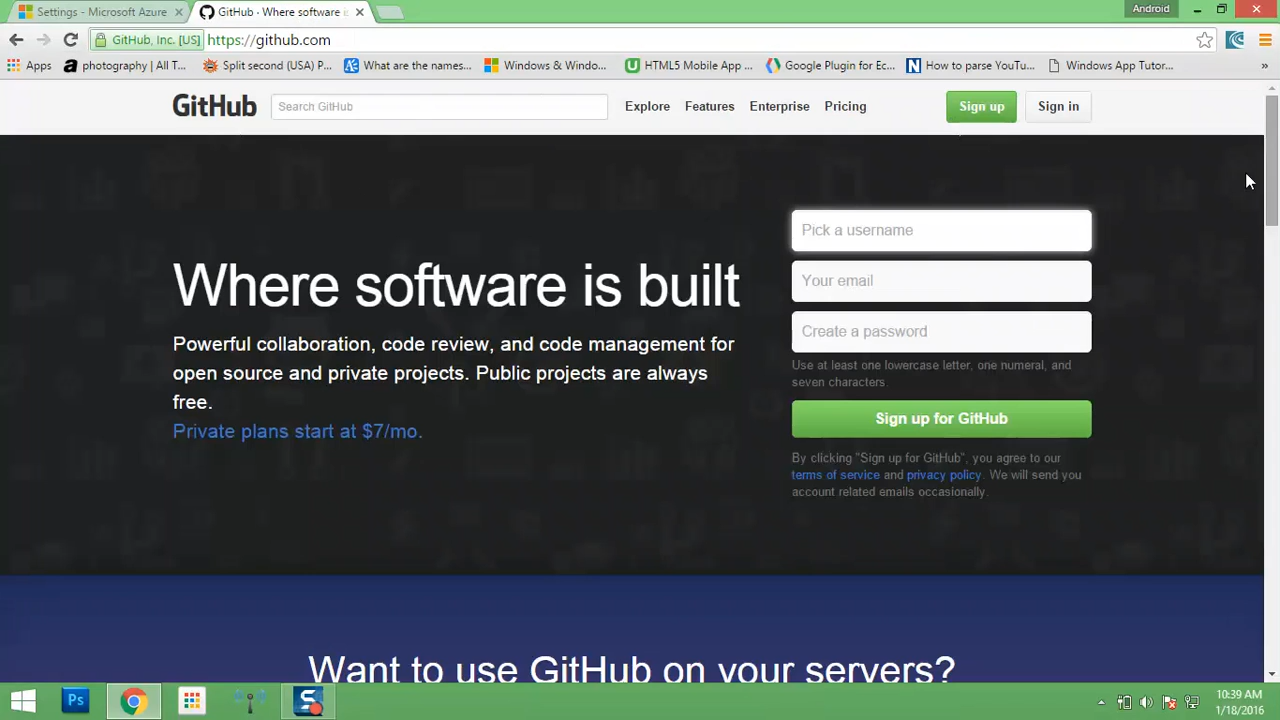 Settings - Microsoft Azure
GitHub · Where software i
Android
GitHub, Inc. [US]
https://github.com
Apps
photography | All T...
Split second (USA) P...
What are the names...
Windows & Windo...
HTML5 Mobile App ...
Google Plugin for Ec...
How to parse YouTu...
Windows App Tutor...
»
GitHub
Search GitHub
Explore
Features
Enterprise
Pricing
Sign up
Sign in
Where software is built
Powerful collaboration, code review, and code management for
open source and private projects. Public projects are always
free.
Private plans start at $7/mo.
Pick a username
Your email
Create a password
Use at least one lowercase letter, one numeral, and
seven characters
Sign up for GitHub
By clicking "Sign up for GitHub", you agree to our
terms of service and privacy policy. We will send you
account related emails occasionally.
Want to use GitHub on your servers?
Ps
S
10:39 AM
1/18/2016